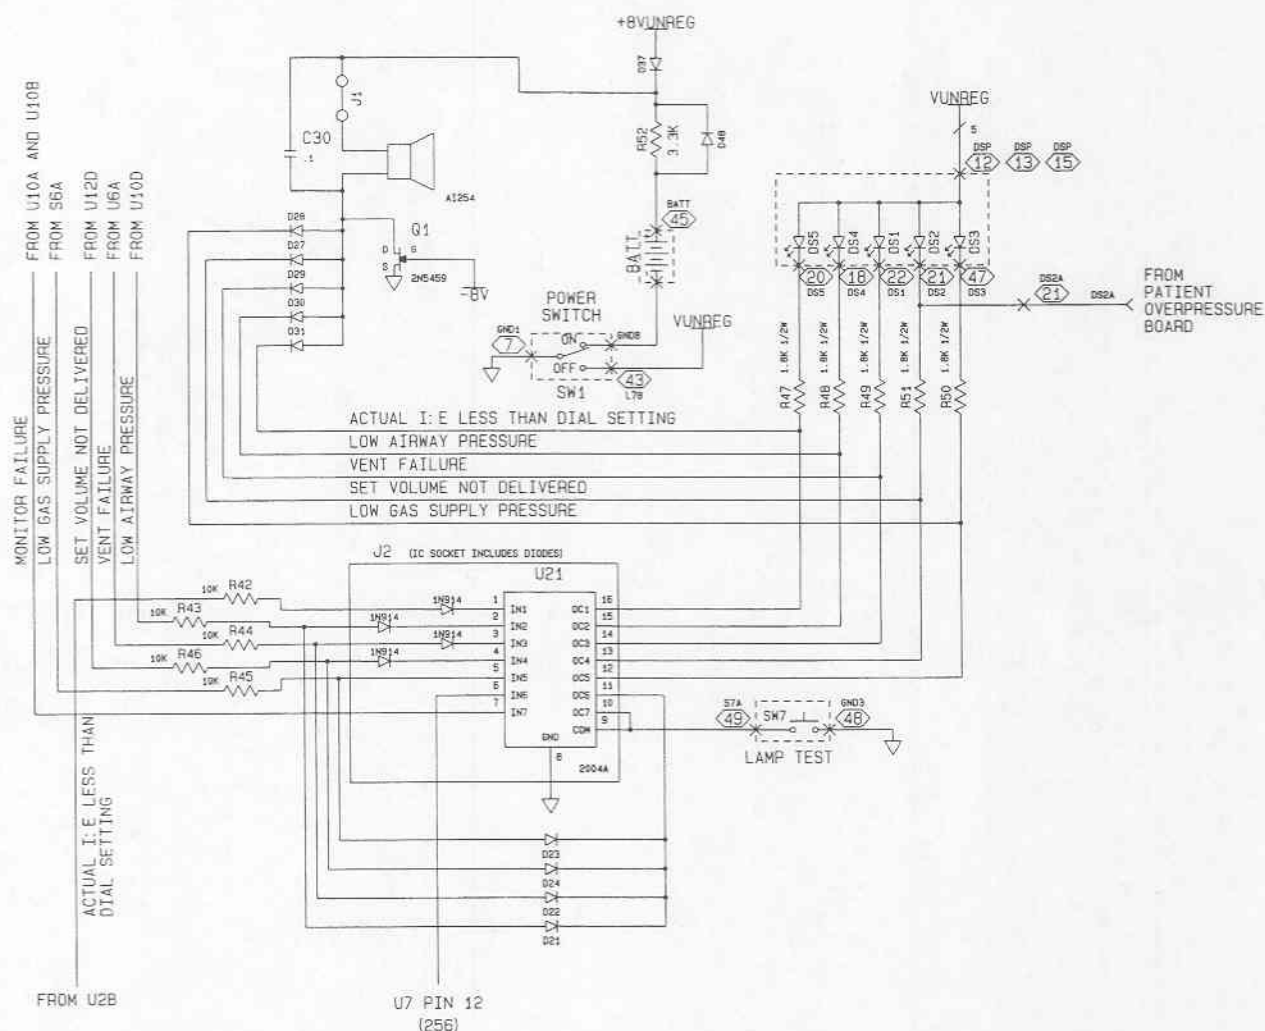 +8VUNREG
D37
R52
3.3K
D48
J1
C30
.1
AI254
VUNREG
5
DSP
12
DSP
13
DSP
15
DS5
DS4
DS1
DS2
DS3
20
DS5
18
DS4
22
DS1
21
DS2
47
DS3
DS2A
21
DS2A
FROM
PATIENT
OVERPRESSURE
BOARD
BATT
45
BATT
D28
D27
D29
D30
D31
Q1
D
G
S
2N5459
-8V
POWER
SWITCH
ON
OFF
SW1
GND1
7
GND8
43
L78
VUNREG
R47 1.8K 1/2W
R48 1.8K 1/2W
R49 1.8K 1/2W
R51 1.8K 1/2W
R50 1.8K 1/2W
FROM U10A AND U10B
FROM S6A
FROM U12D
FROM U6A
FROM U10D
MONITOR FAILURE
LOW GAS SUPPLY PRESSURE
SET VOLUME NOT DELIVERED
VENT FAILURE
LOW AIRWAY PRESSURE
ACTUAL I:E LESS THAN DIAL SETTING
LOW AIRWAY PRESSURE
VENT FAILURE
SET VOLUME NOT DELIVERED
LOW GAS SUPPLY PRESSURE
J2 (IC SOCKET INCLUDES DIODES)
U21
10K R42
10K R43
10K R44
10K R46
10K R45
1N914
1N914
1N914
1N914
1 IN1 OC1 16
2 IN2 OC2 15
3 IN3 OC3 14
4 IN4 OC4 13
5 IN5 OC5 12
6 IN6 OC6 11
7 IN7 OC7 10
COM 9
GND
8
2004A
S7A
49
SW7
GND3
48
LAMP TEST
D23
D24
D22
D21
ACTUAL I:E LESS THAN
DIAL SETTING
FROM U2B
U7 PIN 12
(256)